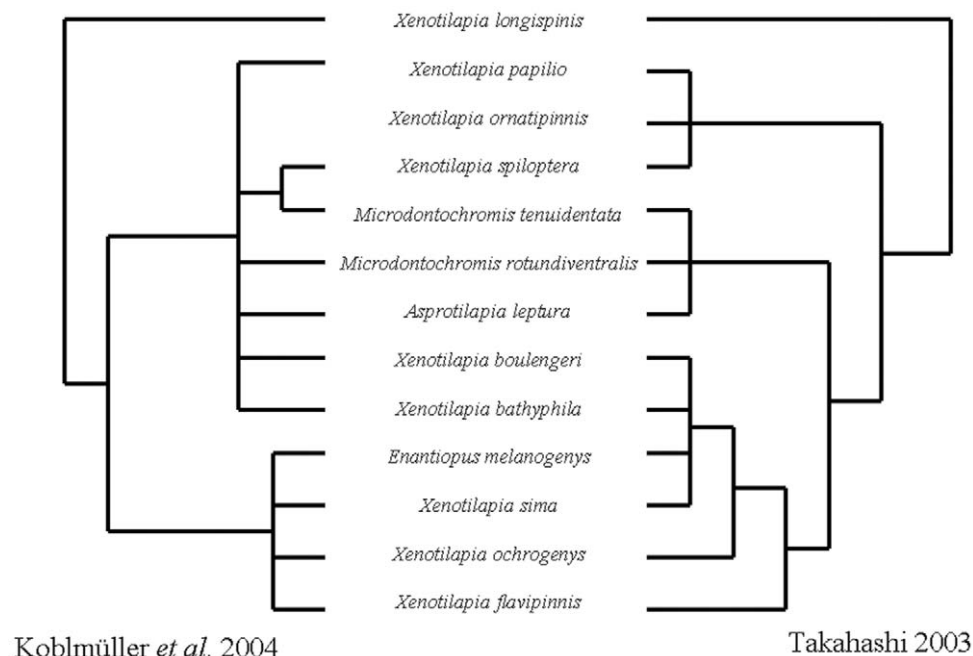 Xenotilapia longispinis
Xenotilapia papilio
Xenotilapia ornatipinnis
Xenotilapia spiloptera
Microdontochromis tenuidentata
Microdontochromis rotundiventralis
Asprotilapia leptura
Xenotilapia boulengeri
Xenotilapia bathyphila
Enantiopus melanogenys
Xenotilapia sima
Xenotilapia ochrogenys
Xenotilapia flavipinnis
Koblmüller et al. 2004
Takahashi 2003